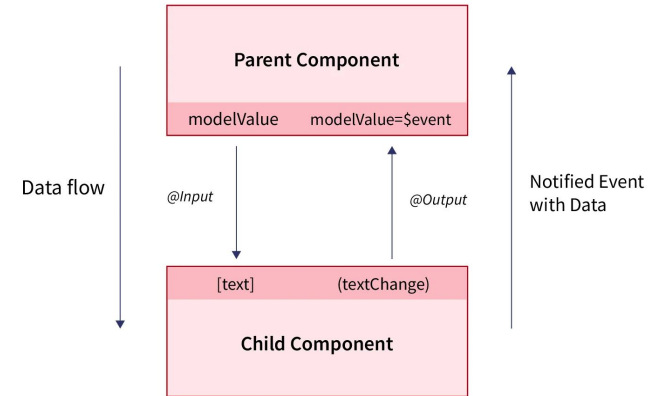 Parent Component
modelValue
modelValue=$event
Data flow
@Input
@Output
Notified Event
with Data
[text]
(textChange)
Child Component